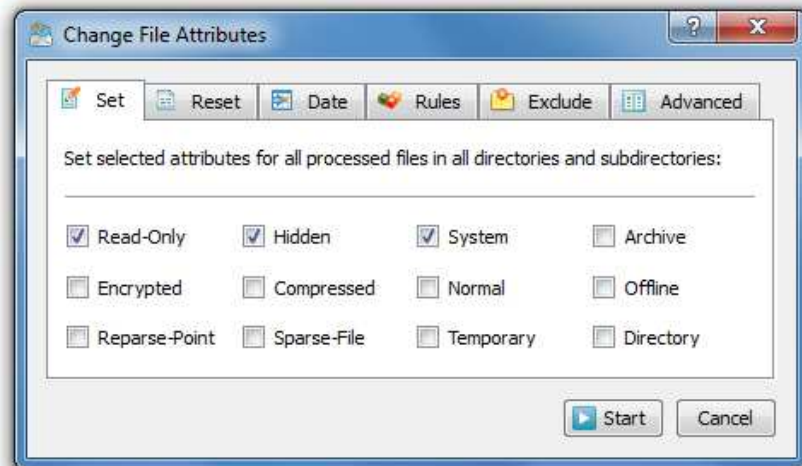 Change File Attributes
Set Reset Date Rules Exclude Advanced
Set selected attributes for all processed files in all directories and subdirectories:
Read-Only Hidden System Archive
Encrypted Compressed Normal Offline
Reparse-Point Sparse-File Temporary Directory
Start Cancel